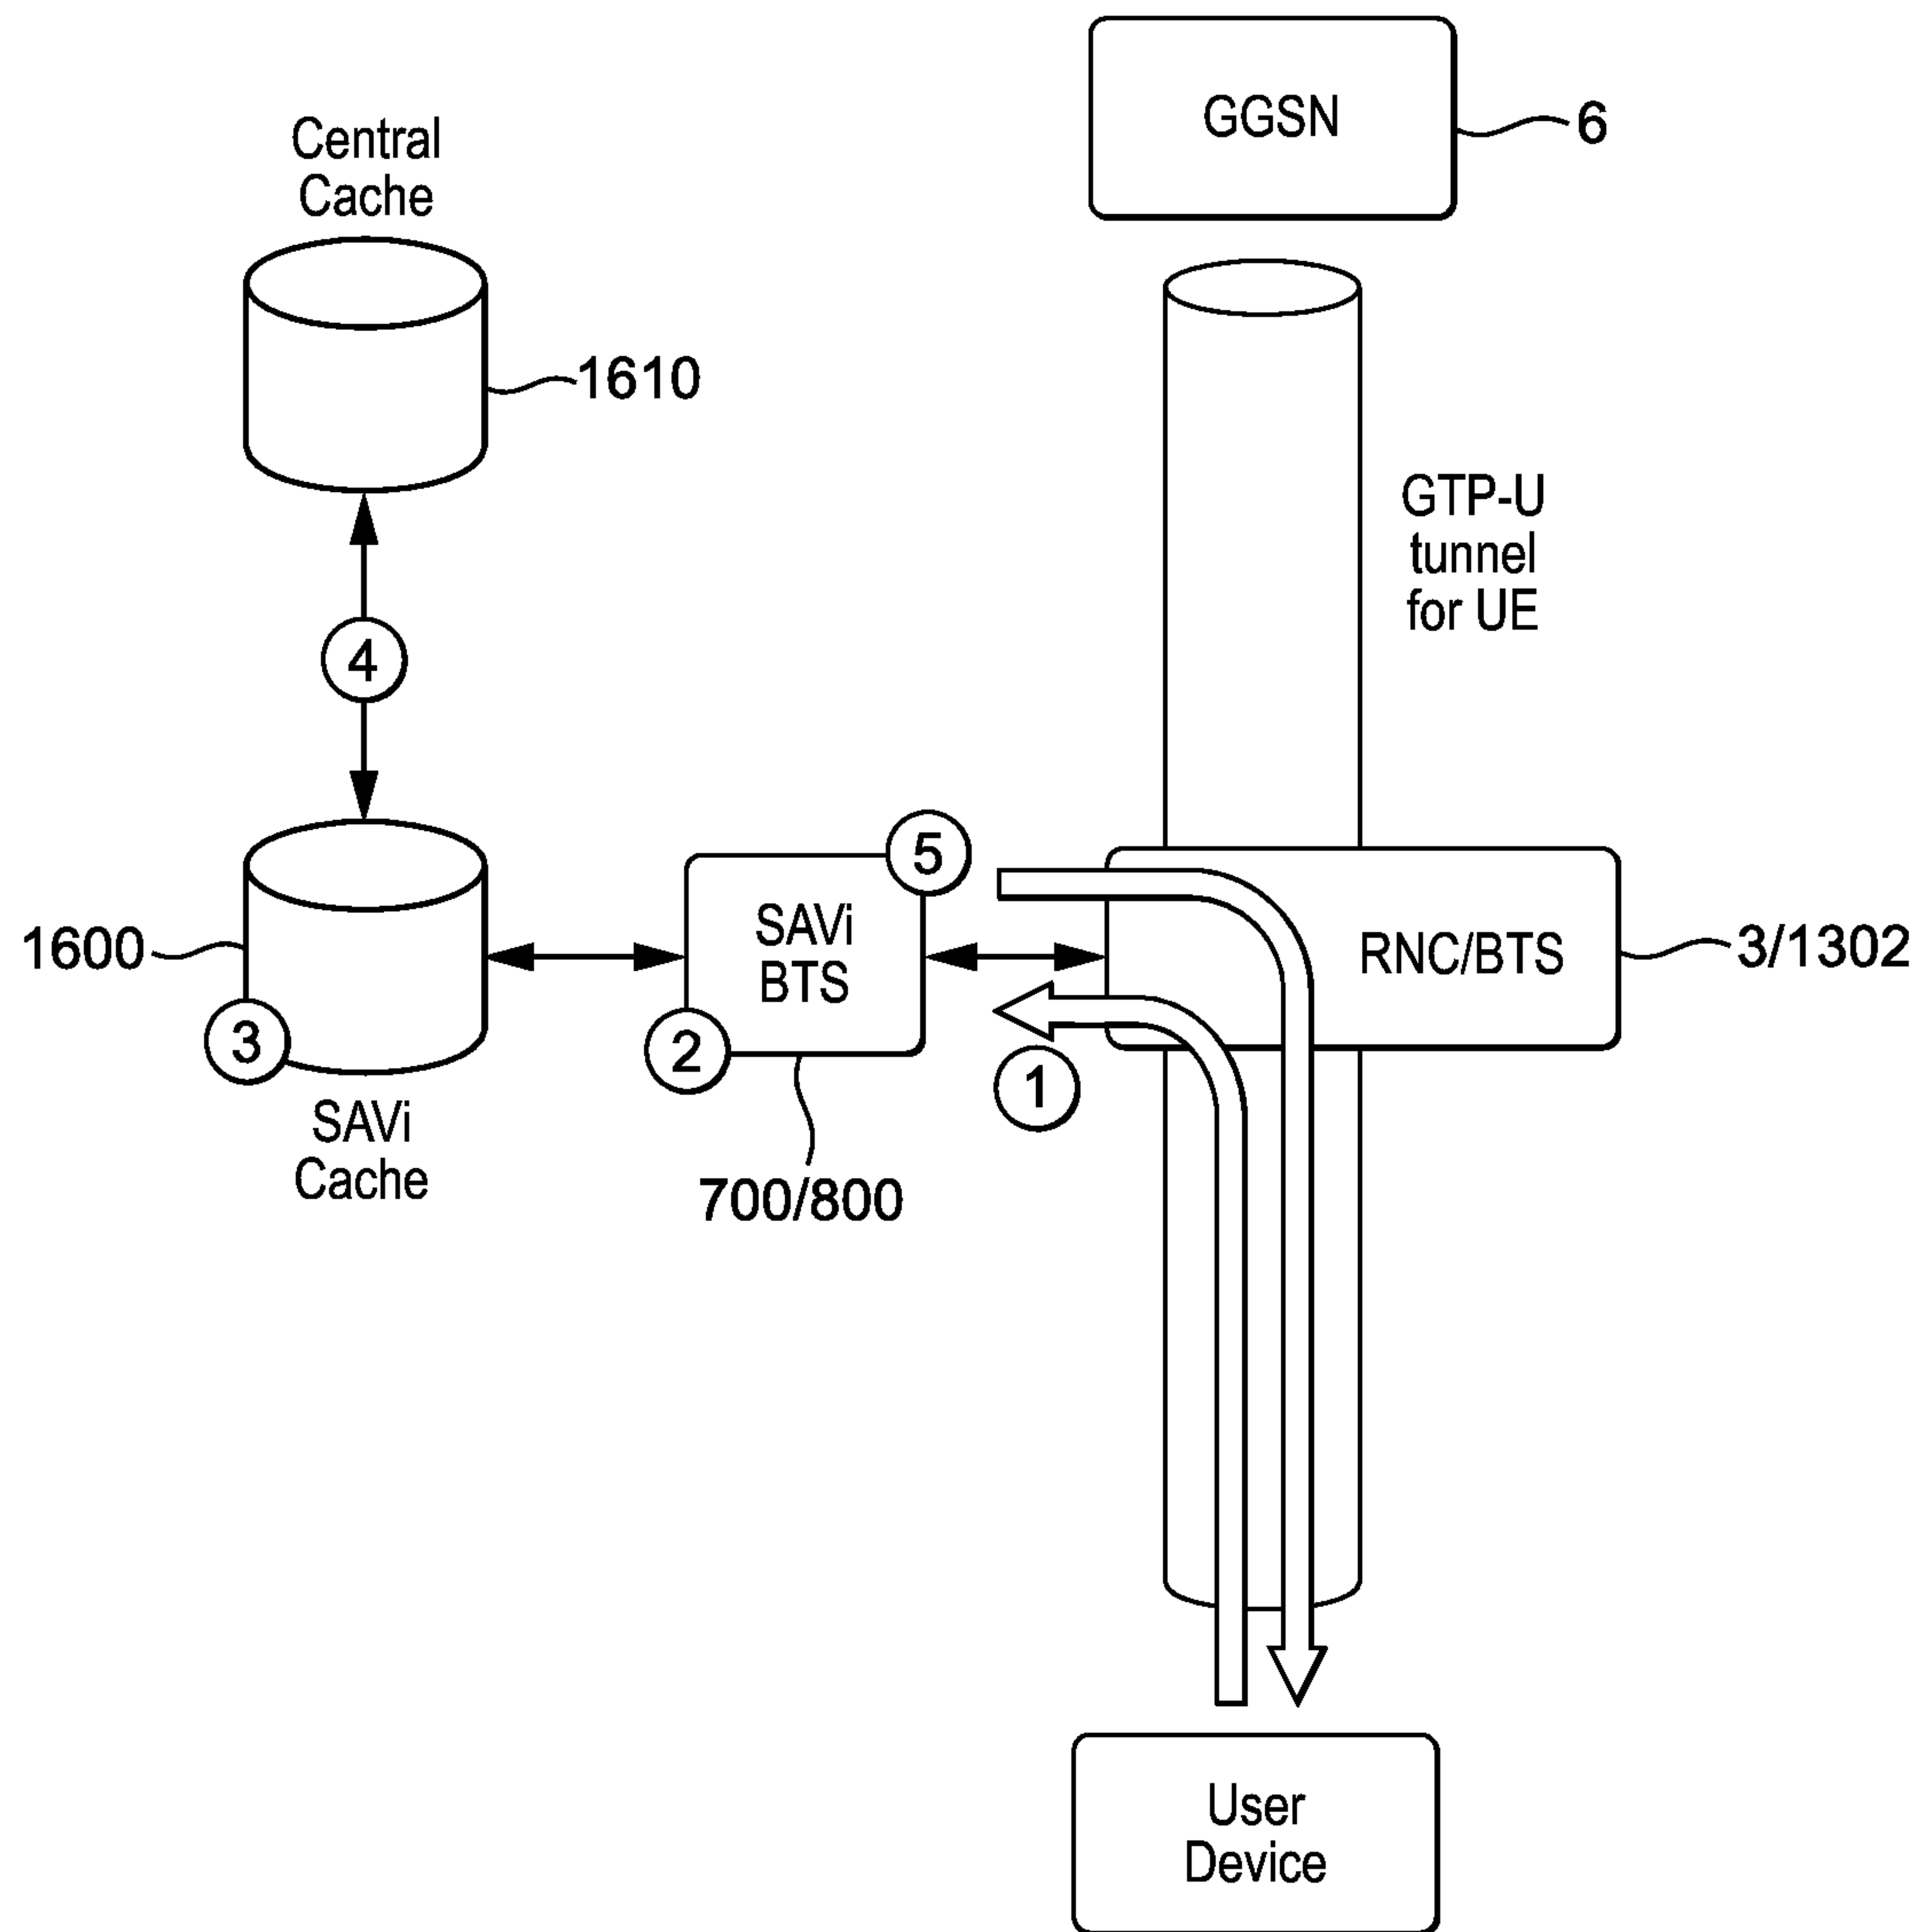 GGSN
6
Central
Cache
1610
GTP-U
tunnel
for UE
4
5
SAVi
BTS
RNC/BTS
3/1302
1600
3
2
1
SAVi
Cache
700/800
User
Device